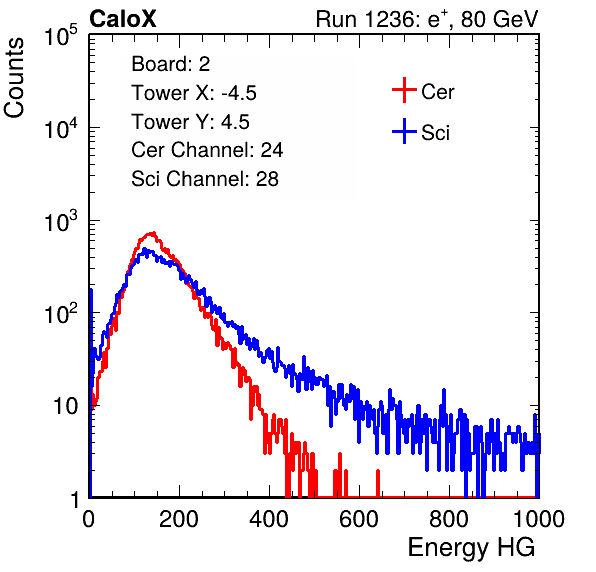 CaloX Run 1236: e⁺, 80 GeV
Counts
Board: 2
Tower X: -4.5
Tower Y: 4.5
Cer Channel: 24
Sci Channel: 28
Cer
Sci
10⁵
10⁴
10³
10²
10
1
0 200 400 600 800 1000
Energy HG